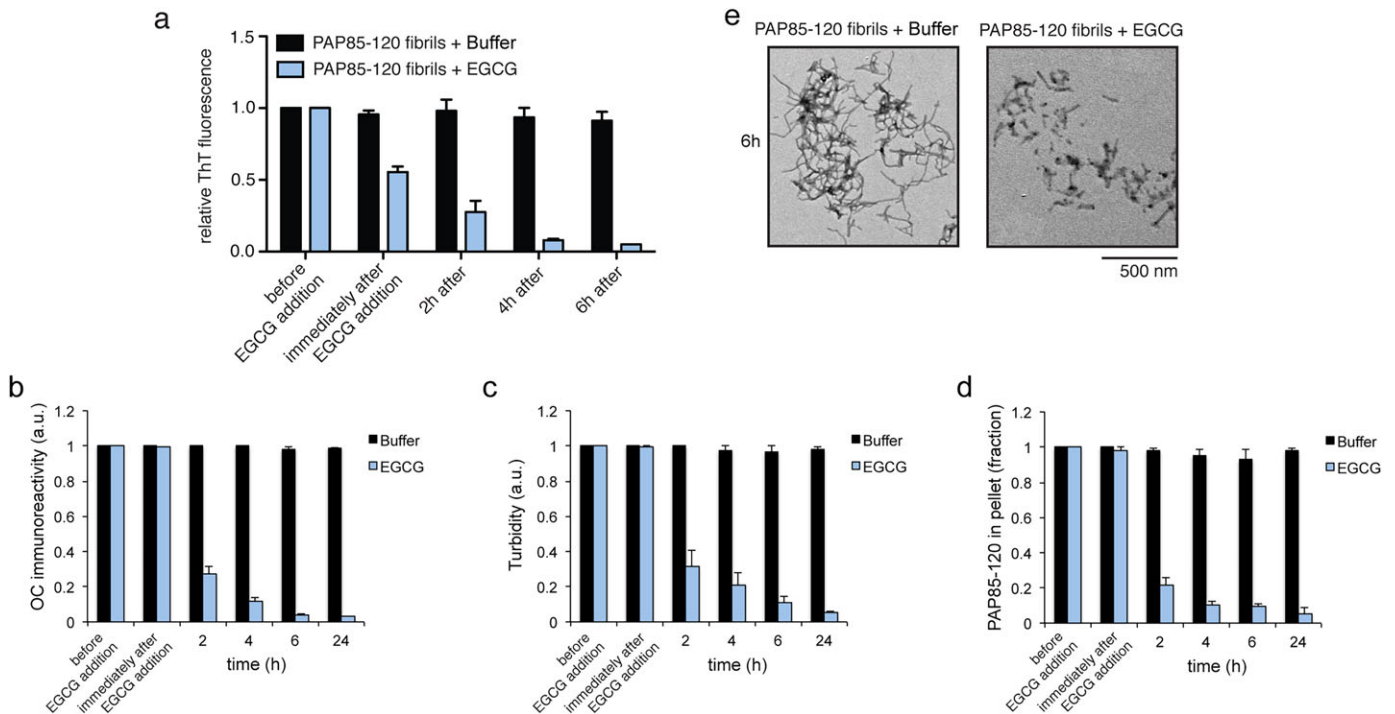 a
1.5
1.0
0.5
0.0
relative ThT fluorescence
PAP85-120 fibrils + Buffer
PAP85-120 fibrils + EGCG
before
EGCG addition
immediately after
EGCG addition
2h after
4h after
6h after
e
PAP85-120 fibrils + Buffer
PAP85-120 fibrils + EGCG
6h
500 nm
b
1.2
1
0.8
0.6
0.4
0.2
0
OC immunoreactivity (a.u.)
Buffer
EGCG
before
EGCG addition
immediately after
EGCG addition
2
4
6
24
time (h)
c
1.2
1
0.8
0.6
0.4
0.2
0
Turbidity (a.u.)
Buffer
EGCG
before
EGCG addition
immediately after
EGCG addition
2
4
6
24
time (h)
d
1.2
1
0.8
0.6
0.4
0.2
0
PAP85-120 in pellet (fraction)
Buffer
EGCG
before
EGCG addition
immediately after
EGCG addition
2
4
6
24
time (h)